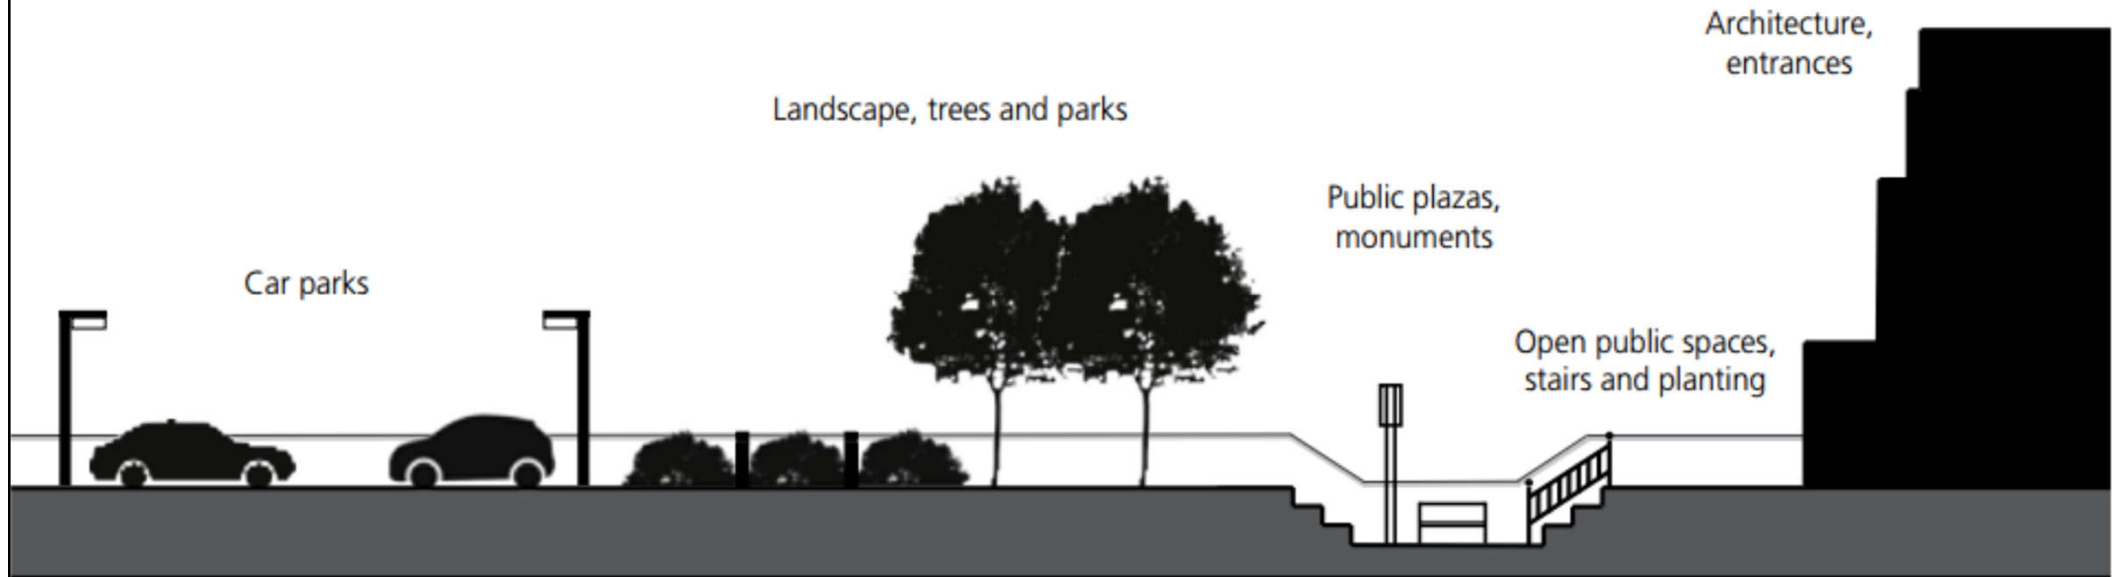 Car parks
Landscape, trees and parks
Public plazas,
monuments
Open public spaces,
stairs and planting
Architecture,
entrances